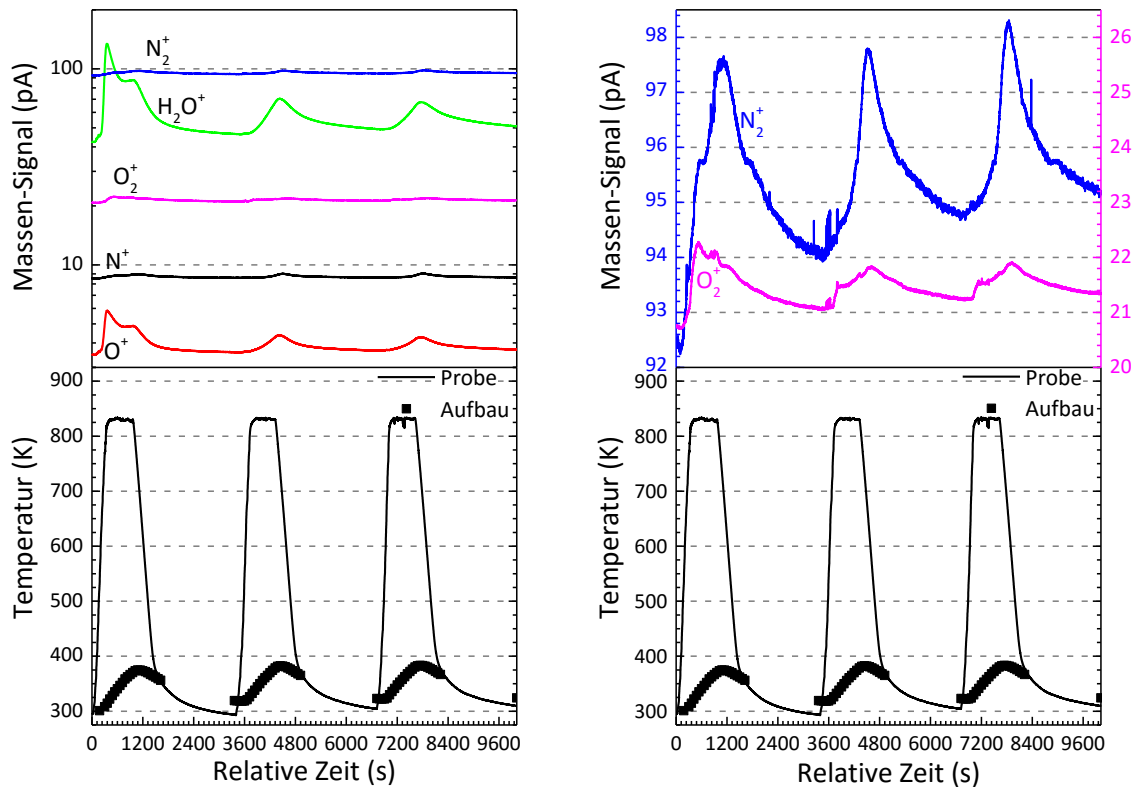 Massen-Signal (pA)
100
10
N₂⁺
H₂O⁺
O₂⁺
N⁺
O⁺
Temperatur (K)
900
800
700
600
500
400
300
Probe
Aufbau
0 1200 2400 3600 4800 6000 7200 8400 9600
Relative Zeit (s)
Massen-Signal (pA)
98
97
96
95
94
93
92
N₂⁺
O₂⁺
26
25
24
23
22
21
20
Massen-Signal (pA)
Temperatur (K)
900
800
700
600
500
400
300
Probe
Aufbau
0 1200 2400 3600 4800 6000 7200 8400 9600
Relative Zeit (s)